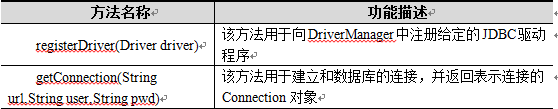 方法名称 功能描述
registerDriver(Driver driver) 该方法用于向DriverManager中注册给定的JDBC驱动
程序
getConnection(String 该方法用于建立和数据库的连接，并返回表示连接的
url,String user,String pwd) Connection 对象